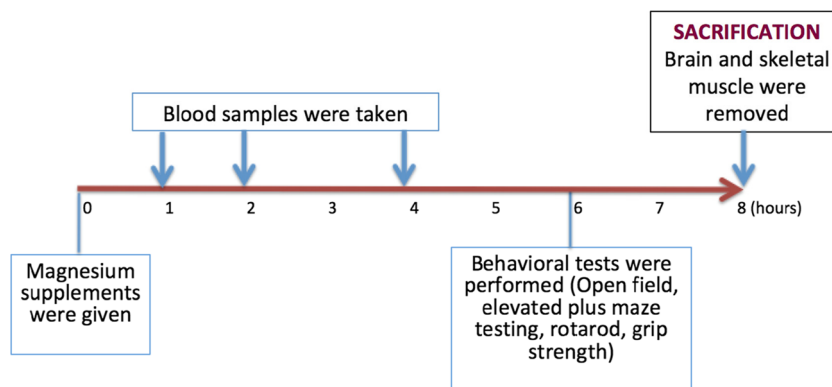 SACRIFICATION
Brain and skeletal
muscle were
removed
Blood samples were taken
0 1 2 3 4 5 6 7 8 (hours)
Magnesium
supplements
were given
Behavioral tests were
performed (Open field,
elevated plus maze
testing, rotarod, grip
strength)